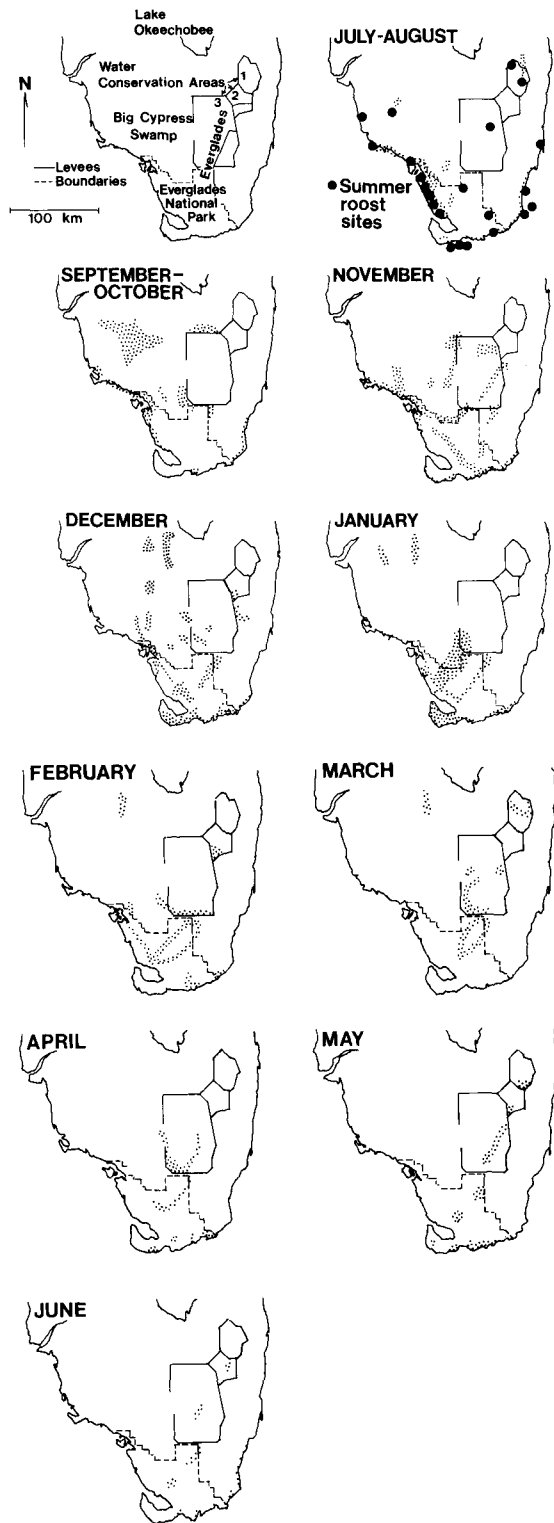 Lake
Okeechobee
N
Water
Conservation Areas
1
2
3
Big Cypress
Swamp
Everglades
Levees
Boundaries
Everglades
National
Park
100 km
JULY-AUGUST
Summer
roost
sites
SEPTEMBER-
OCTOBER
NOVEMBER
DECEMBER
JANUARY
FEBRUARY
MARCH
APRIL
MAY
JUNE